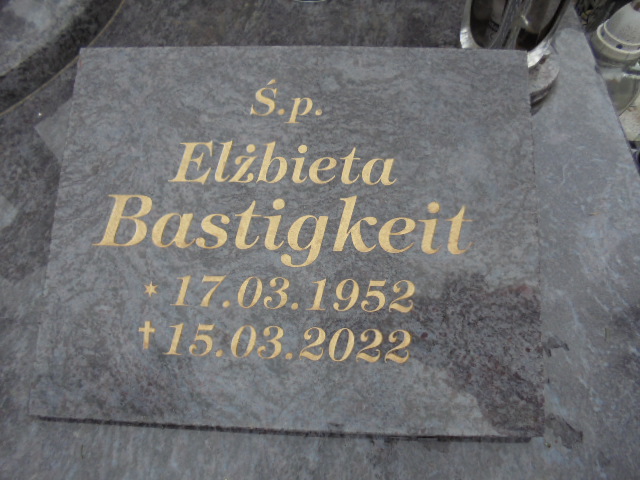 Ś.p.
Elżbieta
Bastigkeit
* 17.03.1952
✝ 15.03.2022